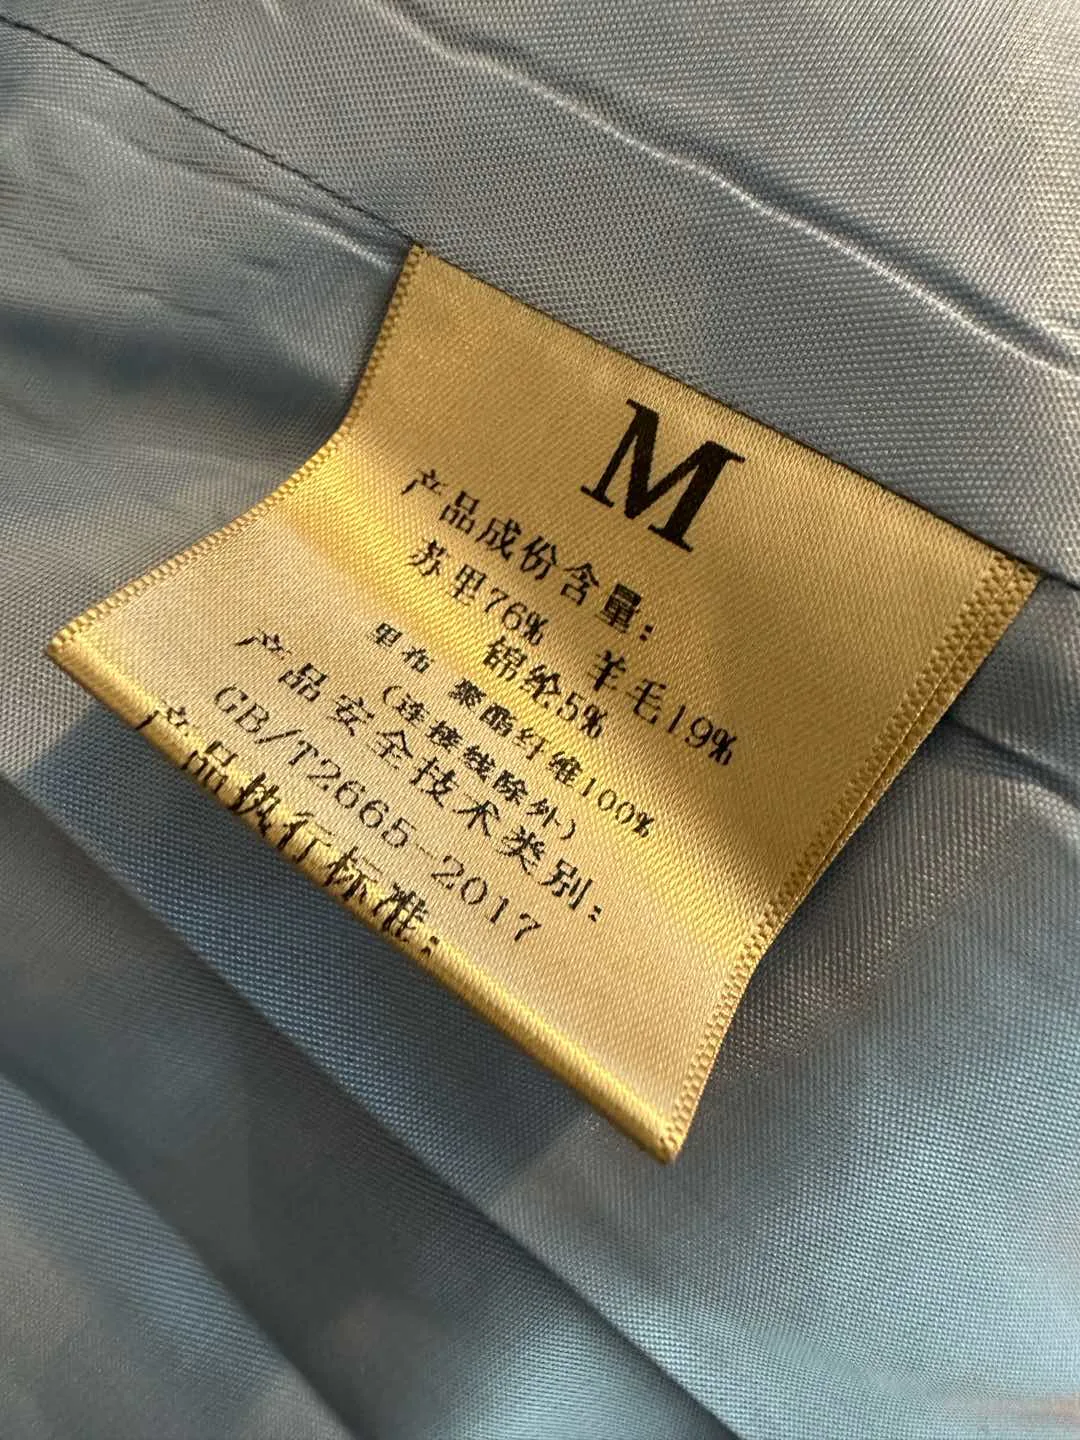 M
产品成份含量:
苏里76% 羊毛19%
锦纶5%
里布 聚酯纤维100%
(连接线除外)
产品安全技术类别:
GB/T2665-2017
产品执行标准: